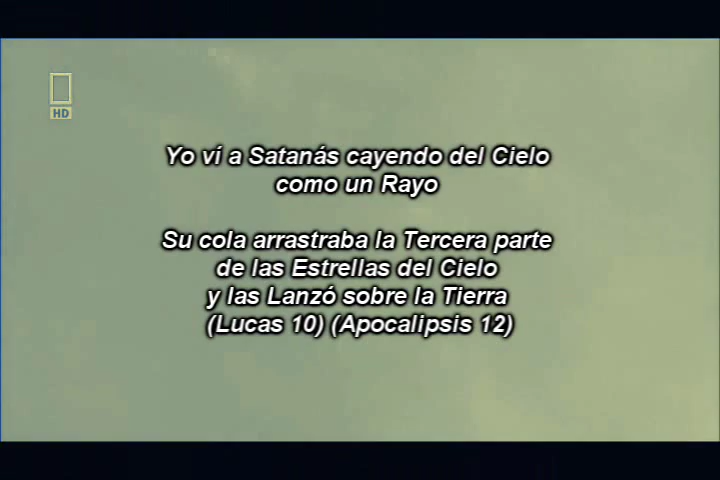 HD
Yo ví a Satanás cayendo del Cielo
como un Rayo
Su cola arrastraba la Tercera parte
de las Estrellas del Cielo
y las Lanzó sobre la Tierra
(Lucas 10) (Apocalipsis 12)